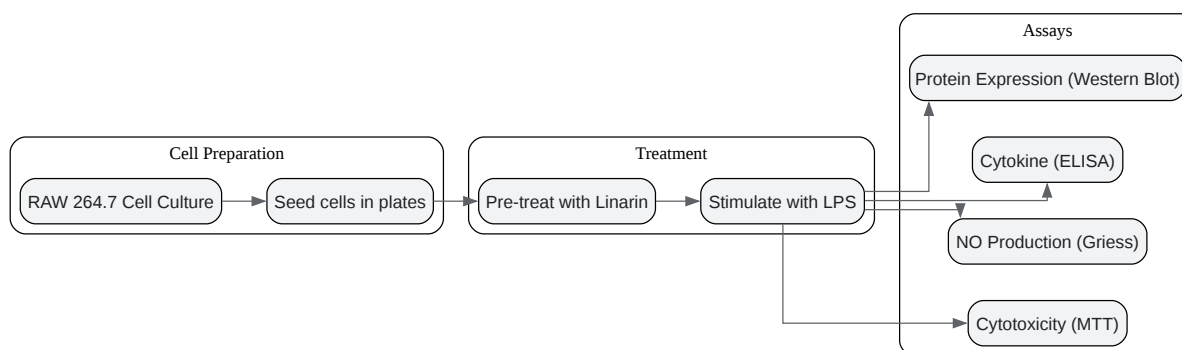 Cell Preparation
RAW 264.7 Cell Culture
Seed cells in plates
Treatment
Pre-treat with Linarin
Stimulate with LPS
Assays
Protein Expression (Western Blot)
Cytokine (ELISA)
NO Production (Griess)
Cytotoxicity (MTT)